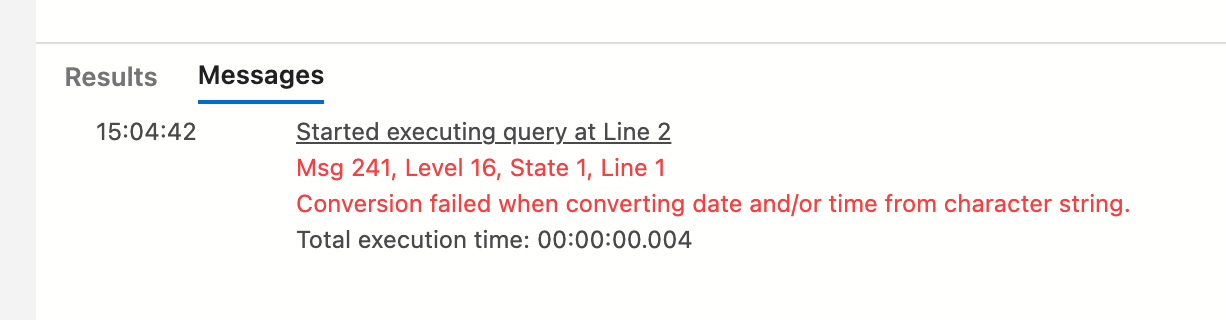 Results Messages
15:04:42 Started executing query at Line 2
Msg 241, Level 16, State 1, Line 1
Conversion failed when converting date and/or time from character string.
Total execution time: 00:00:00.004